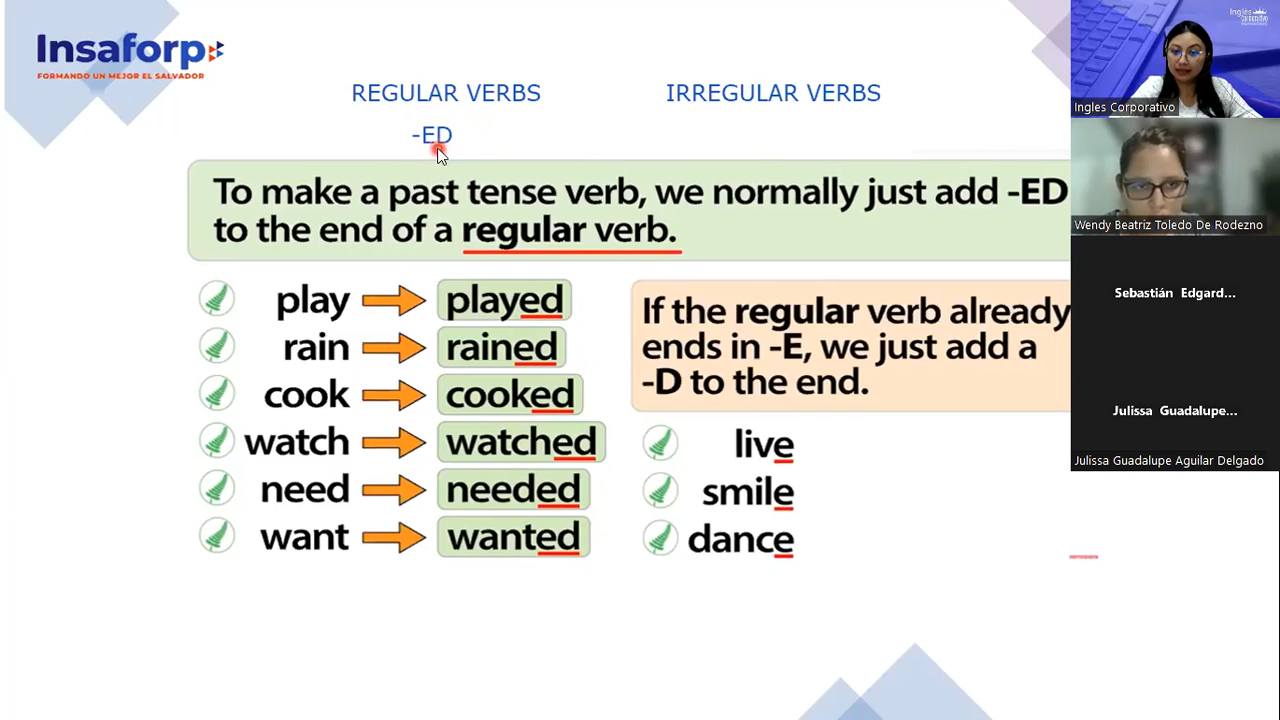 Insaforp
FORMANDO UN MEJOR EL SALVADOR
REGULAR VERBS
IRREGULAR VERBS
-ED
To make a past tense verb, we normally just add -ED
to the end of a regular verb.
play played
rain rained
cook cooked
watch watched
need needed
want wanted
If the regular verb already
ends in -E, we just add a
-D to the end.
live
smile
dance
Ingles
Corporativo
Ingles Corporativo
Wendy Beatriz Toledo De Rodezno
Sebastián Edgard...
Julissa Guadalupe...
Julissa Guadalupe Aguilar Delgado